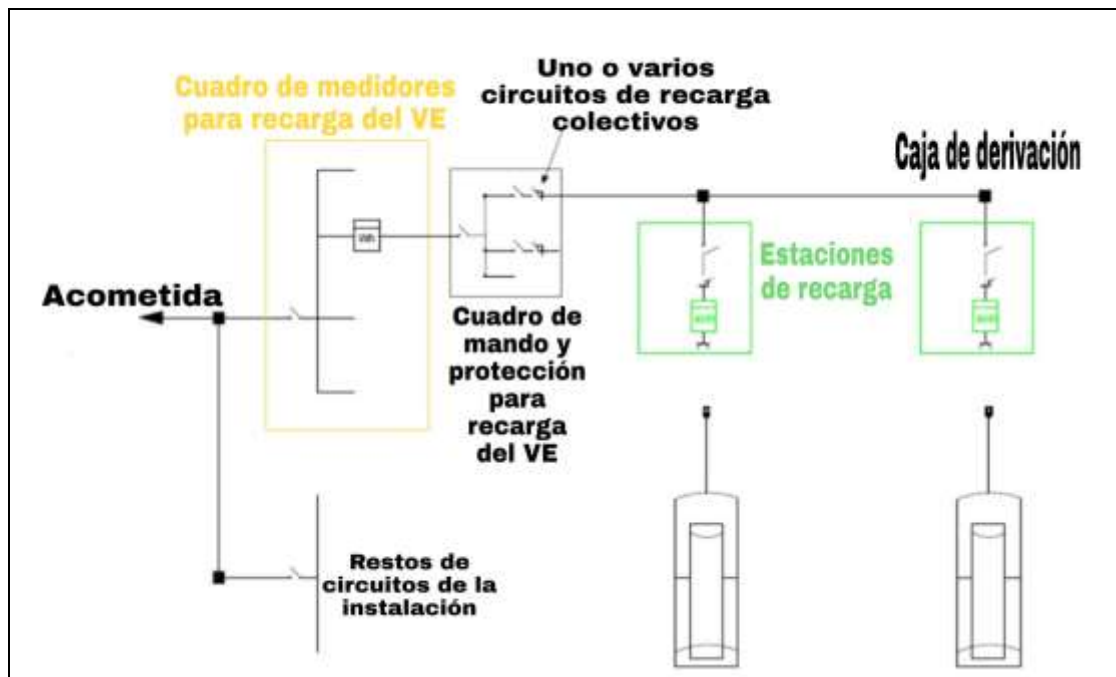 Uno o varios
circuitos de recarga
colectivos
Cuadro de medidores
para recarga del VE
Caja de derivación
Estaciones
de recarga
Acometida
Cuadro de
mando y
protección
para
recarga
del VE
Restos de
circuitos de la
instalación